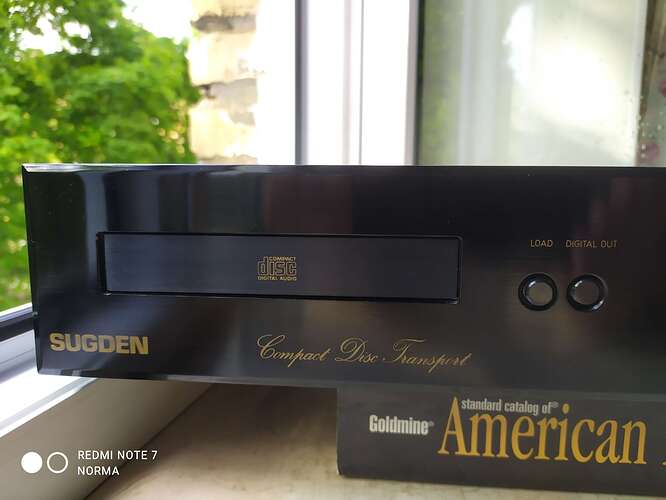 LOAD DIGITAL OUT
COMPACT
disc
DIGITAL AUDIO
SUGDEN
Compact Disc Transport
standard catalog of®
Goldmine® American
REDMI NOTE 7
NORMA